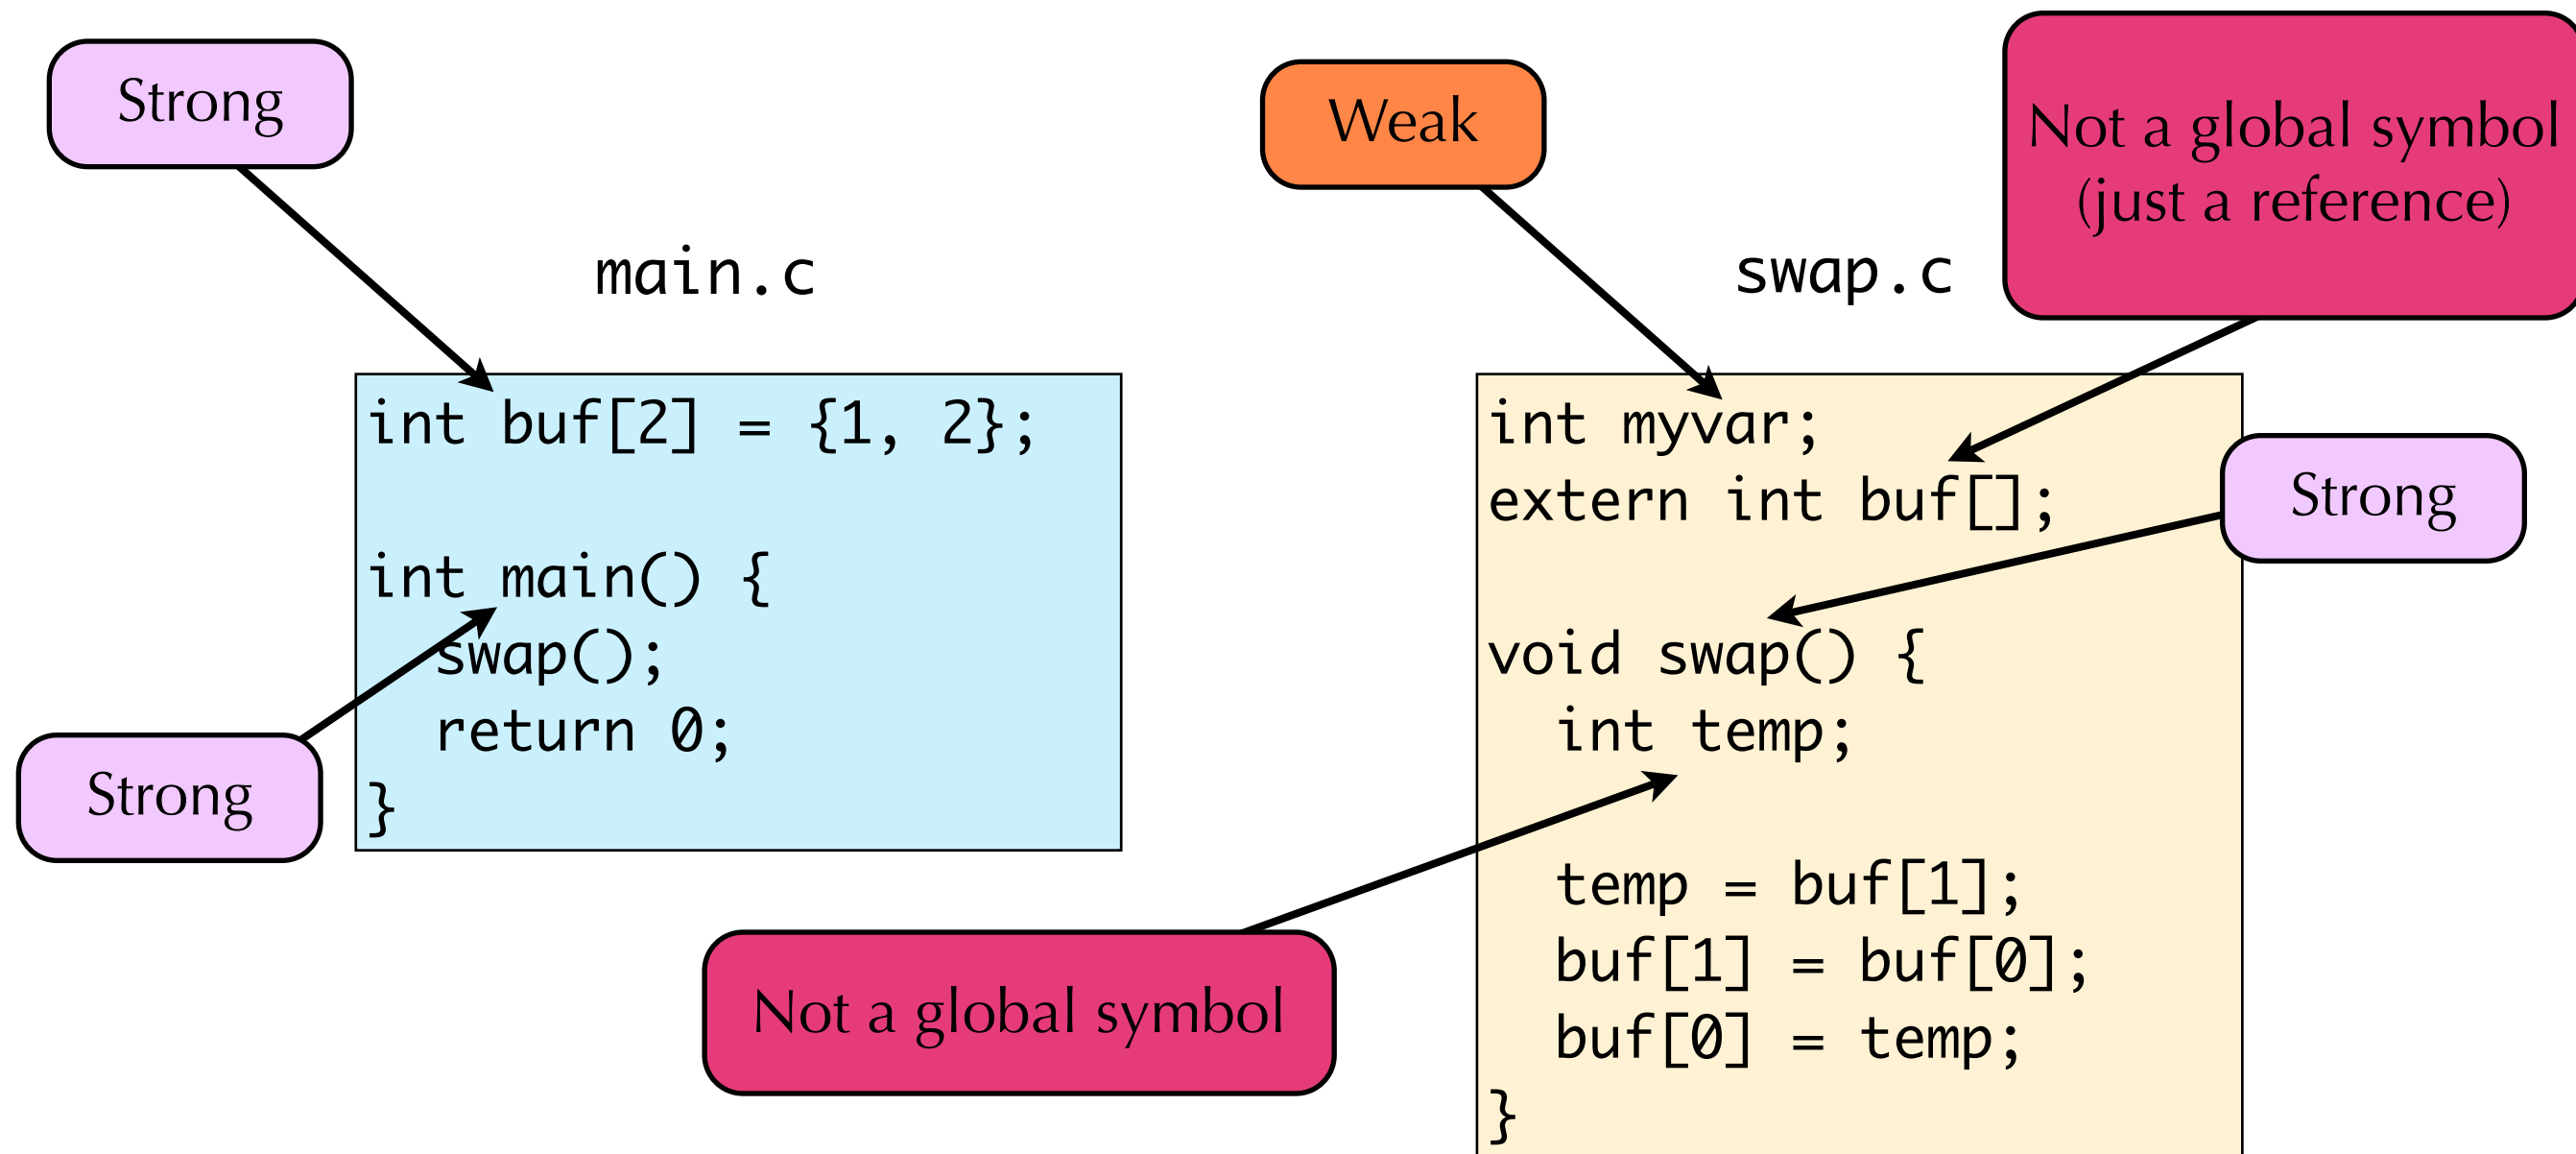 Strong
Weak
Not a global symbol
(just a reference)
main.c
swap.c
int buf[2] = {1, 2};
int main() {
swap();
return 0;
}
Strong
int myvar;
extern int buf[];
Strong
void swap() {
int temp;
temp = buf[1];
buf[1] = buf[0];
buf[0] = temp;
}
Not a global symbol